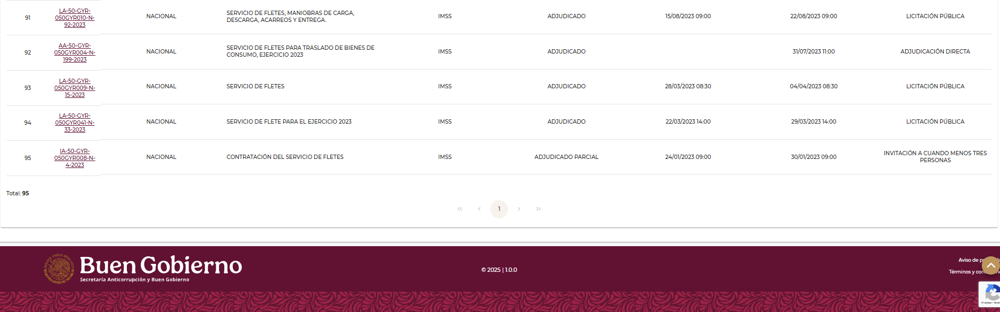 91
LA-50-GYR-
050GYR010-N-
92-2023
NACIONAL
SERVICIO DE FLETES, MANIOBRAS DE CARGA,
DESCARGA, ACARREOS Y ENTREGA.
IMSS
ADJUDICADO
15/08/2023 09:00
22/08/2023 09:00
LICITACIÓN PÚBLICA
92
AA-50-GYR-
050GYR004-N-
199-2023
NACIONAL
SERVICIO DE FLETES PARA TRASLADO DE BIENES DE
CONSUMO, EJERCICIO 2023
IMSS
ADJUDICADO
31/07/2023 11:00
ADJUDICACIÓN DIRECTA
93
LA-50-GYR-
050GYR009-N-
15-2023
NACIONAL
SERVICIO DE FLETES
IMSS
ADJUDICADO
28/03/2023 08:30
04/04/2023 08:30
LICITACIÓN PÚBLICA
94
LA-50-GYR-
050GYR041-N-
33-2023
NACIONAL
SERVICIO DE FLETE PARA EL EJERCICIO 2023
IMSS
ADJUDICADO
22/03/2023 14:00
29/03/2023 14:00
LICITACIÓN PÚBLICA
95
IA-50-GYR-
050GYR008-N-
4-2023
NACIONAL
CONTRATACIÓN DEL SERVICIO DE FLETES
IMSS
ADJUDICADO PARCIAL
24/01/2023 09:00
30/01/2023 09:00
INVITACIÓN A CUANDO MENOS TRES
PERSONAS
Total: 95
« ‹ 1 › »
Buen Gobierno
Secretaría Anticorrupción y Buen Gobierno
© 2025 | 1.0.0
Aviso de
Términos y